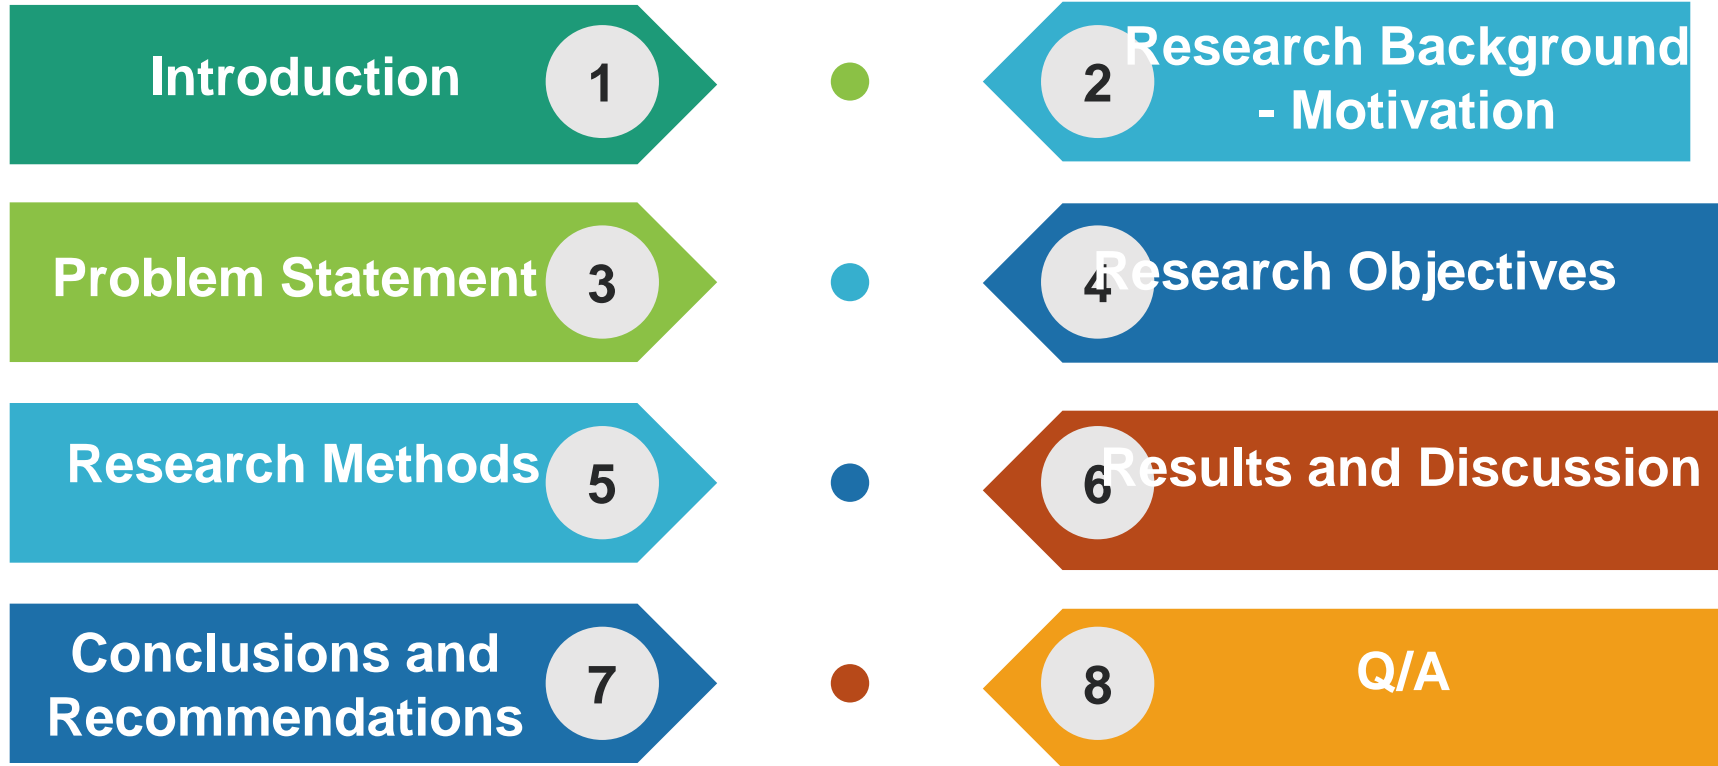 Introduction
1
2
Research Background
- Motivation
Problem Statement
3
4
Research Objectives
Research Methods
5
6
Results and Discussion
Conclusions and
Recommendations
7
8
Q/A